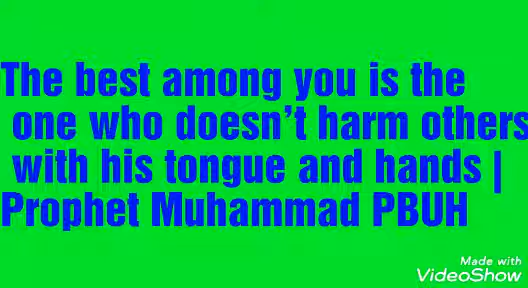 The best among you is the
one who doesn’t harm others
with his tongue and hands |
Prophet Muhammad PBUH
Made with
VideoShow